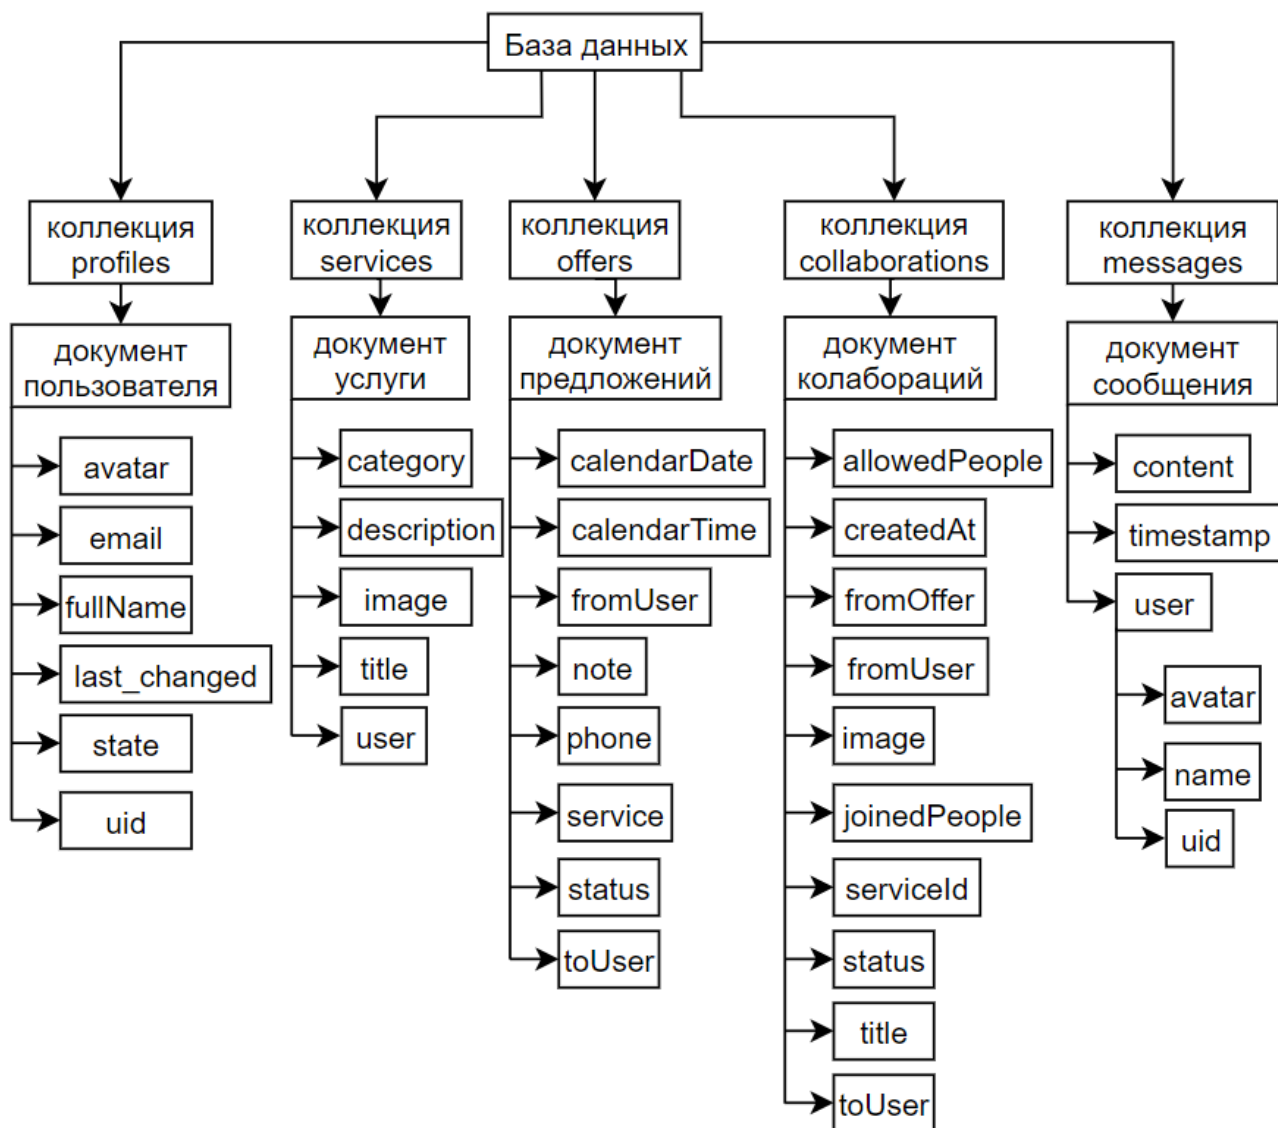 База данных
коллекция
profiles
документ
пользователя
avatar
email
fullName
last_changed
state
uid
коллекция
services
документ
услуги
category
description
image
title
user
коллекция
offers
документ
предложений
calendarDate
calendarTime
fromUser
note
phone
service
status
toUser
коллекция
collaborations
документ
колабораций
allowedPeople
createdAt
fromOffer
fromUser
image
joinedPeople
serviceId
status
title
toUser
коллекция
messages
документ
сообщения
content
timestamp
user
avatar
name
uid